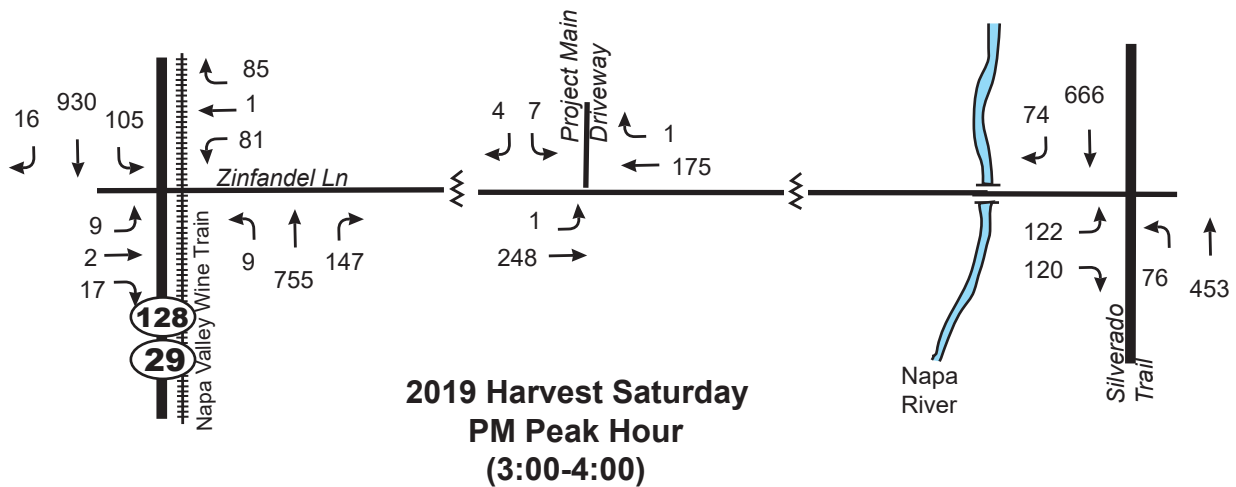 85
930
16
105
1
81
Zinfandel Ln
9
2
17
9
755
147
128
29
Napa Valley Wine Train
Project Main
Driveway
4
7
1
175
1
248
666
74
122
120
76
453
Napa
River
Silverado
Trail
2019 Harvest Saturday
PM Peak Hour
(3:00-4:00)